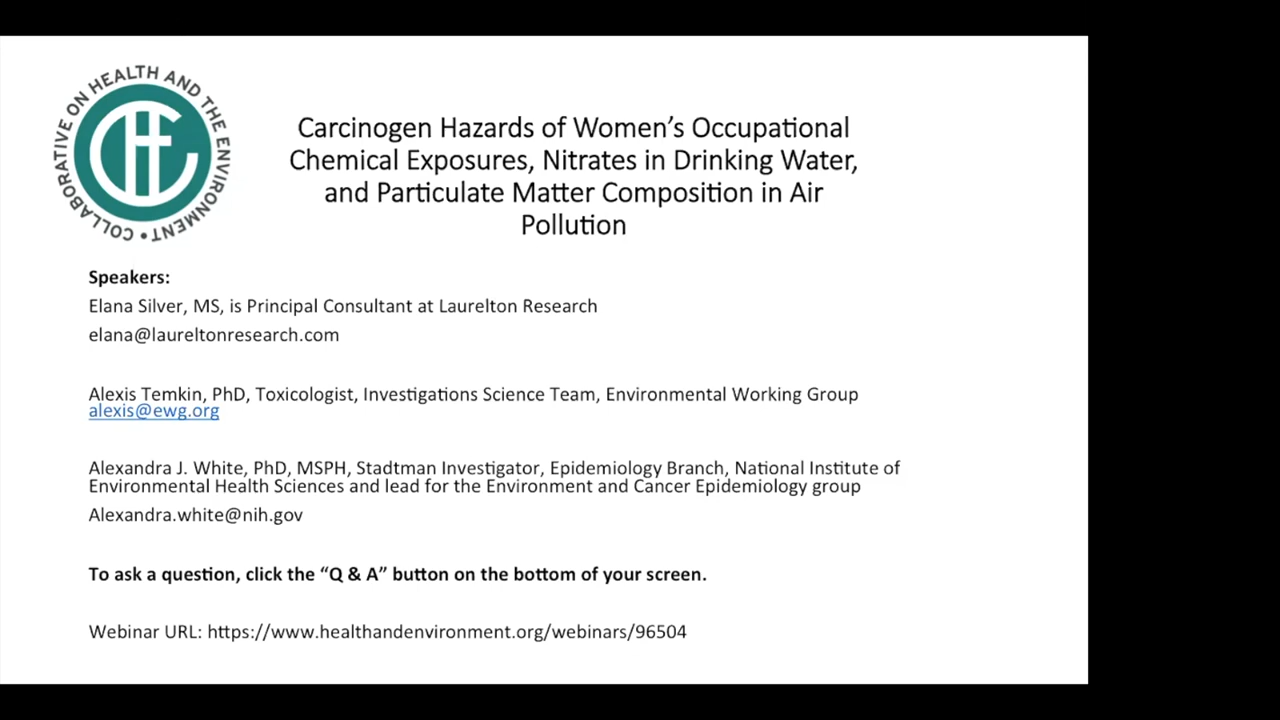 COLLABORATIVE ON HEALTH AND THE ENVIRONMENT •
CHE
Carcinogen Hazards of Women’s Occupational
Chemical Exposures, Nitrates in Drinking Water,
and Particulate Matter Composition in Air
Pollution
Speakers:
Elana Silver, MS, is Principal Consultant at Laurelton Research
elana@laureltonresearch.com
Alexis Temkin, PhD, Toxicologist, Investigations Science Team, Environmental Working Group
alexis@ewg.org
Alexandra J. White, PhD, MSPH, Stadtman Investigator, Epidemiology Branch, National Institute of
Environmental Health Sciences and lead for the Environment and Cancer Epidemiology group
Alexandra.white@nih.gov
To ask a question, click the “Q & A” button on the bottom of your screen.
Webinar URL: https://www.healthandenvironment.org/webinars/96504